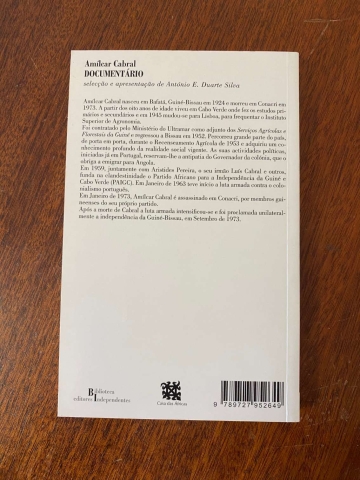 Amílcar Cabral
DOCUMENTÁRIO
selecção e apresentação de António E. Duarte Silva
Amílcar Cabral nasceu em Bafatá, Guiné-Bissau em 1924 e morreu em Conacri em
1973. A partir dos oito anos de idade viveu em Cabo Verde onde fez os estudos primá-
rios e secundários e em 1945 mudou-se para Lisboa, para frequentar o Instituto
Superior de Agronomia.
Foi contratado pelo Ministério do Ultramar como adjunto dos Serviços Agrícolas e
Florestais da Guiné e regressou a Bissau em 1952. Percorrera grande parte do país,
de porta em porta, durante o Recenseamento Agrícola de 1953 e adquiriu um co-
nhecimento profundo da realidade social vigente. As suas actividades políticas,
iniciadas já em Portugal, reservam-lhe a antipatia do Governador da colónia, que o
obriga a emigrar para Angola.
Em 1959, juntamente com Aristides Pereira, o seu irmão Luís Cabral e outros,
funda na clandestinidade o Partido Africano para a Independência da Guiné e
Cabo Verde (PAIGC). Em Janeiro de 1963 teve início a luta armada contra o colo-
nialismo português.
Em Janeiro de 1973, Amílcar Cabral é assassinado em Conacri, por membros gui-
neenses do seu próprio partido.
Após a morte de Cabral a luta armada intensificou-se e foi proclamada unilateral-
mente a independência da Guiné-Bissau, em Setembro de 1973.
Biblioteca
editores Independentes
Casa das Áfricas
9 789727 952649